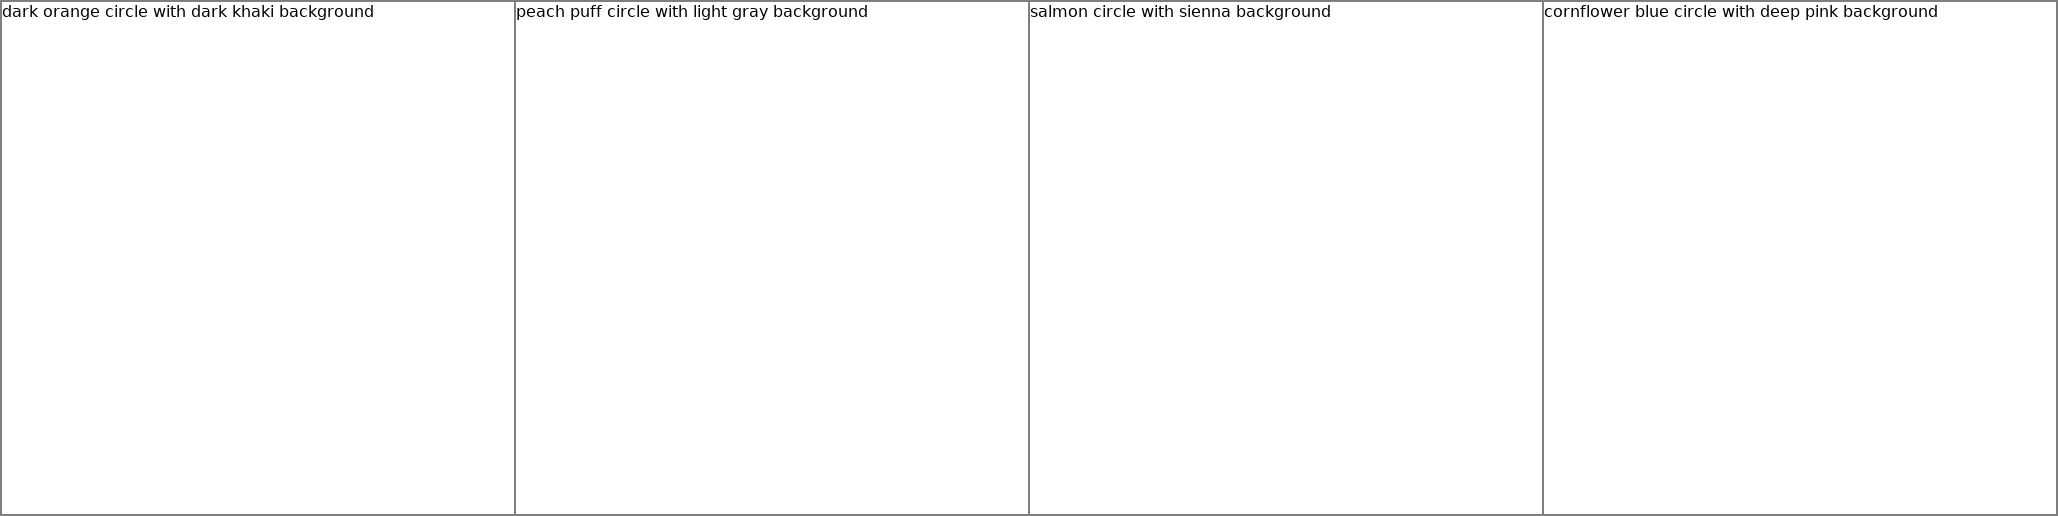 dark orange circle with dark khaki background
peach puff circle with light gray background
salmon circle with sienna background
cornflower blue circle with deep pink background